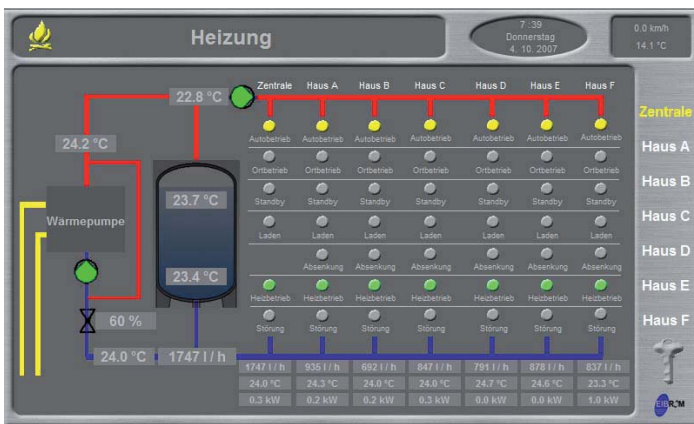 Heizung
7:39
Donnerstag
4. 10. 2007
0.0 km/h
14.1 °C
Zentrale Haus A Haus B Haus C Haus D Haus E Haus F
22.8 °C
24.2 °C
Autobetrieb Autobetrieb Autobetrieb Autobetrieb Autobetrieb Autobetrieb Autobetrieb
Ortbetrieb Ortbetrieb Ortbetrieb Ortbetrieb Ortbetrieb Ortbetrieb Ortbetrieb
23.7 °C
Standby Standby Standby Standby Standby Standby Standby
Wärmepumpe
Laden Laden Laden Laden Laden Laden Laden
Absenkung Absenkung Absenkung Absenkung Absenkung Absenkung
23.4 °C
Heizbetrieb Heizbetrieb Heizbetrieb Heizbetrieb Heizbetrieb Heizbetrieb Heizbetrieb
60 %
Störung Störung Störung Störung Störung Störung Störung
24.0 °C 1747 l / h
1747 l / h 936 l / h 692 l / h 847 l / h 791 l / h 878 l / h 837 l / h
24.0 °C 24.3 °C 24.0 °C 24.0 °C 24.7 °C 24.6 °C 23.3 °C
0.3 kW 0.2 kW 0.2 kW 0.3 kW 0.0 kW 0.0 kW 1.0 kW
Zentrale
Haus A
Haus B
Haus C
Haus D
Haus E
Haus F